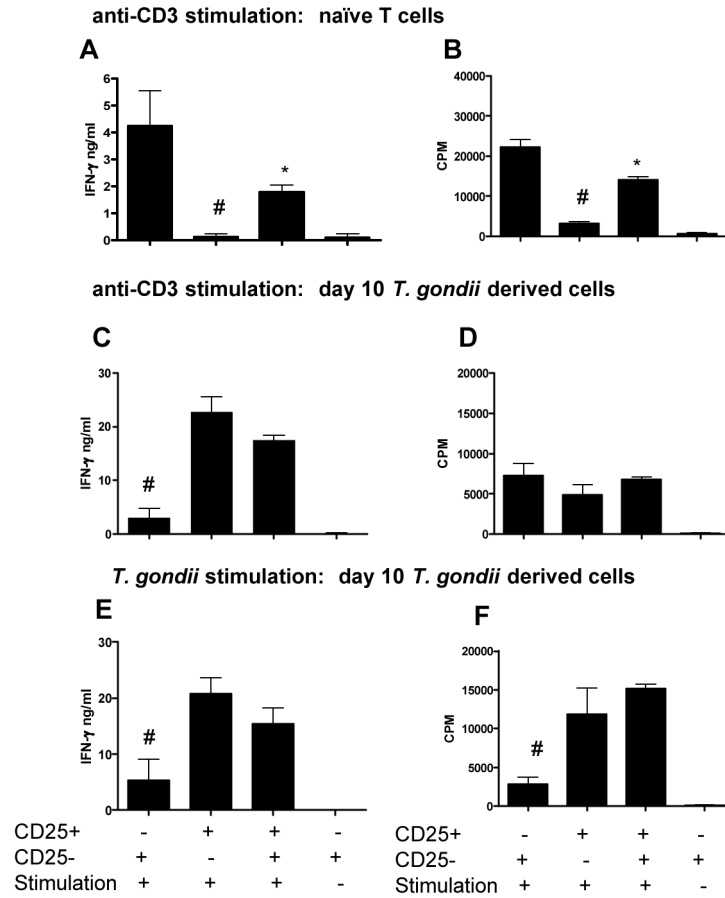 anti-CD3 stimulation: naïve T cells
A
B
IFN-γ ng/ml
6
5
4
3
2
1
0
#
*
CPM
40000
30000
20000
10000
0
#
*
anti-CD3 stimulation: day 10 T. gondii derived cells
C
D
IFN-γ ng/ml
30
20
10
0
#
CPM
20000
15000
10000
5000
0
T. gondii stimulation: day 10 T. gondii derived cells
E
F
IFN-γ ng/ml
30
20
10
0
#
CPM
20000
15000
10000
5000
0
#
CD25+ - + + -
CD25- + - + +
Stimulation + + + -
CD25+ - + + -
CD25- + - + +
Stimulation + + + -